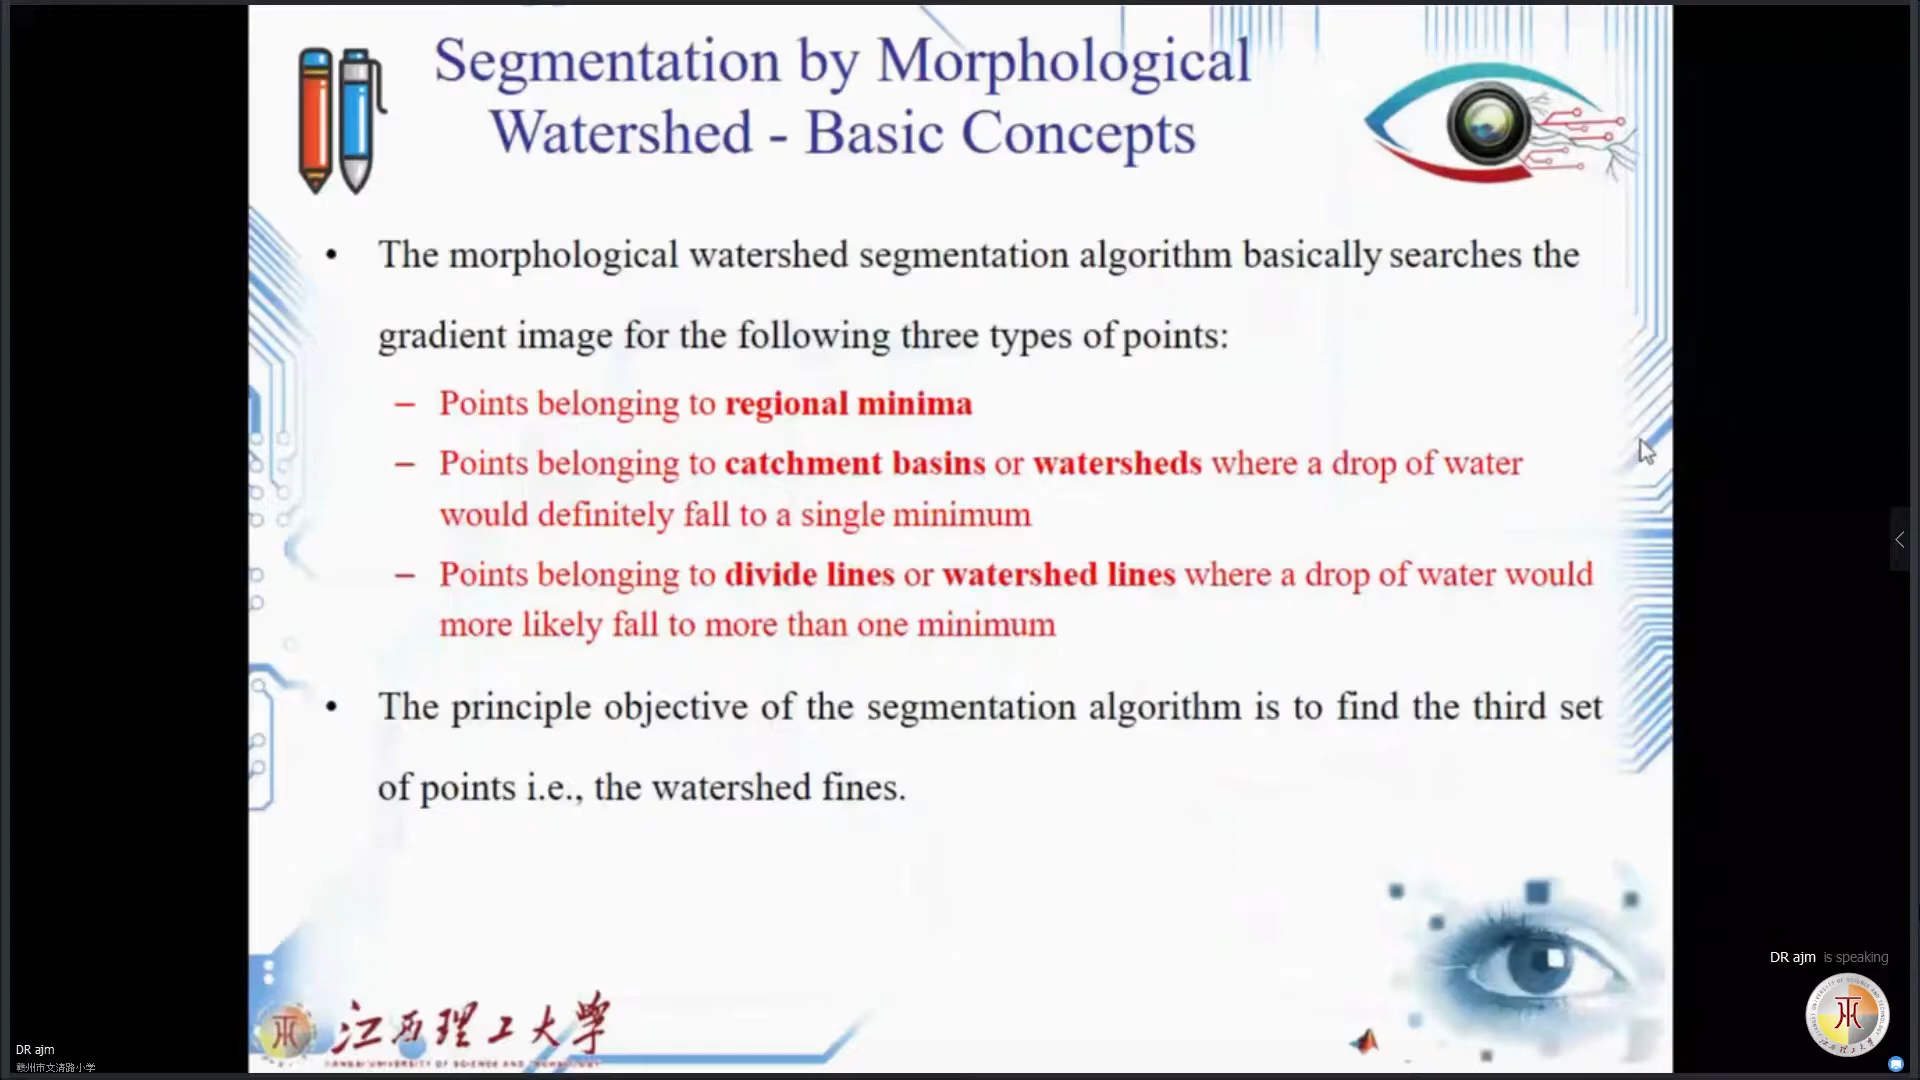 Segmentation by Morphological
Watershed - Basic Concepts
• The morphological watershed segmentation algorithm basically searches the
gradient image for the following three types of points:
– Points belonging to regional minima
– Points belonging to catchment basins or watersheds where a drop of water
would definitely fall to a single minimum
– Points belonging to divide lines or watershed lines where a drop of water would
more likely fall to more than one minimum
• The principle objective of the segmentation algorithm is to find the third set
of points i.e., the watershed fines.
江西理工大学
JIANGXI UNIVERSITY OF SCIENCE AND TECHNOLOGY
DR ajm is speaking
DR ajm
赣州市文清路小学